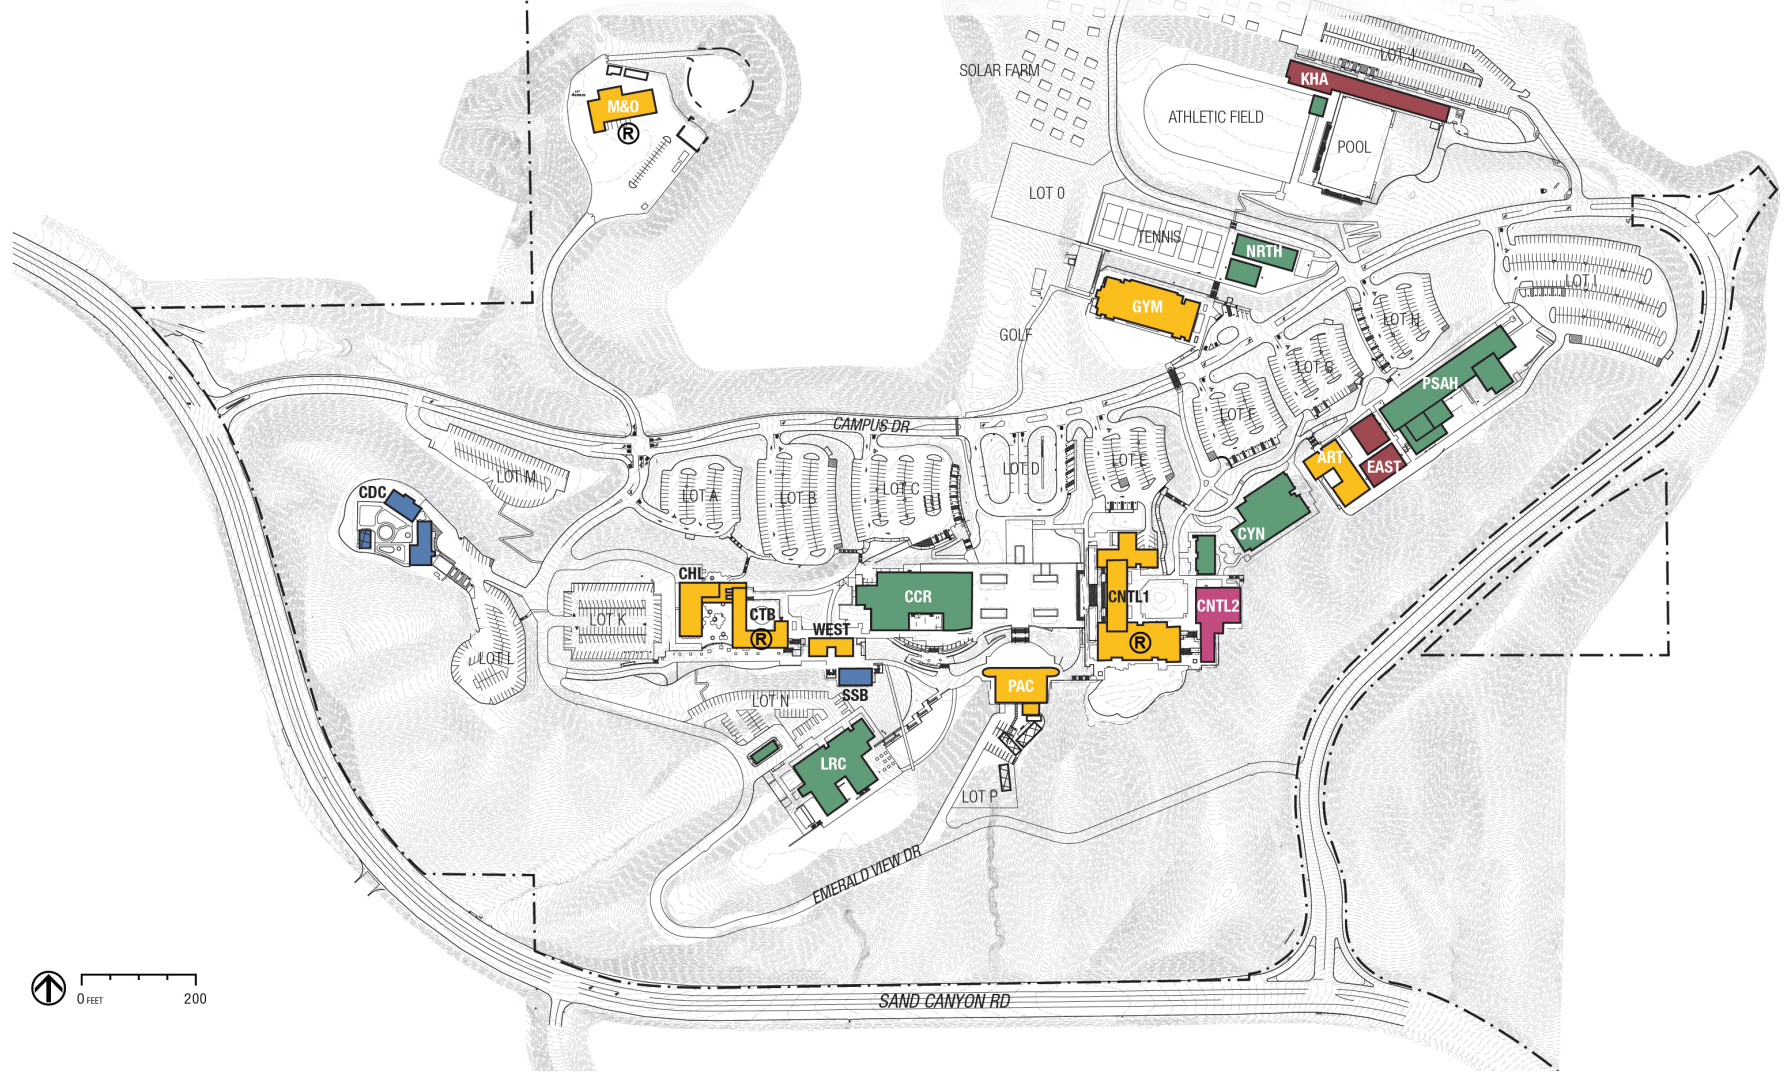 SOLAR FARM
LOT J
KHA
M&O
R
ATHLETIC FIELD
POOL
LOT O
TENNIS
NRTH
LOT I
GYM
LOT H
GOLF
LOT G
PSAH
LOT F
CAMPUS DR
ART
EAST
LOT E
LOT D
LOT M
LOT A
LOT B
LOT C
CDC
CYN
CHL
CCR
CNTL1
CNTL2
CTB
R
LOT K
WEST
R
LOT L
SSB
PAC
LOT N
LRC
LOT P
EMERALD VIEW DR
0 FEET 200
SAND CANYON RD